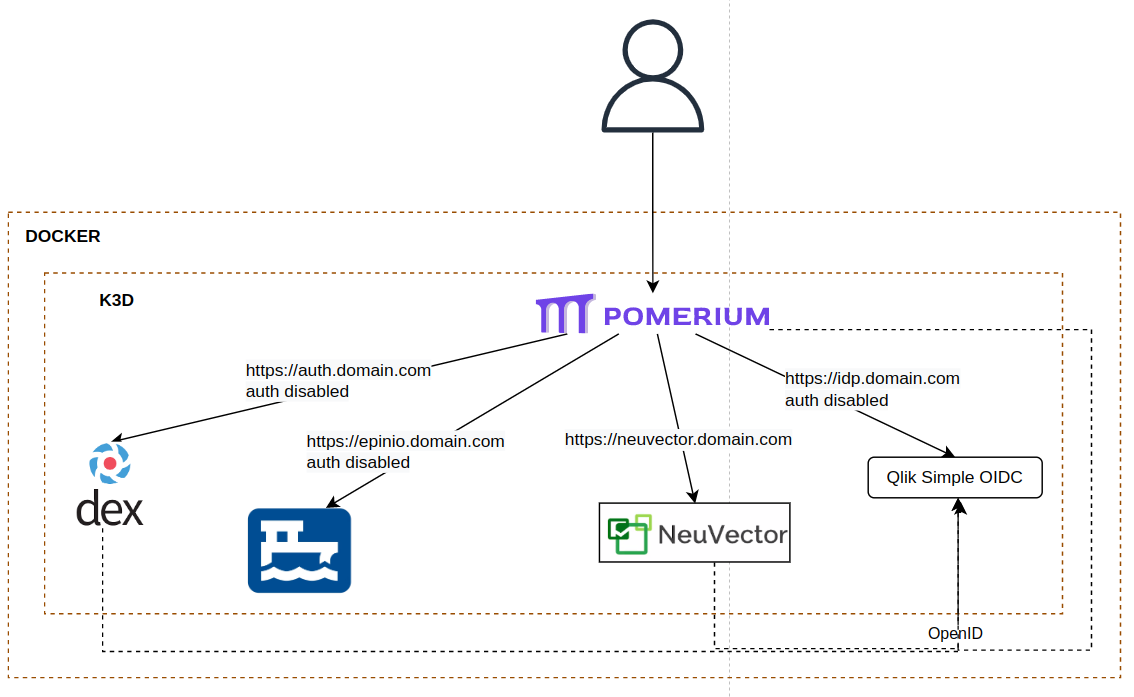 DOCKER
K3D
POMERIUM
https://auth.domain.com
auth disabled
https://idp.domain.com
auth disabled
https://epinio.domain.com
auth disabled
https://neuvector.domain.com
dex
Qlik Simple OIDC
NeuVector
OpenID